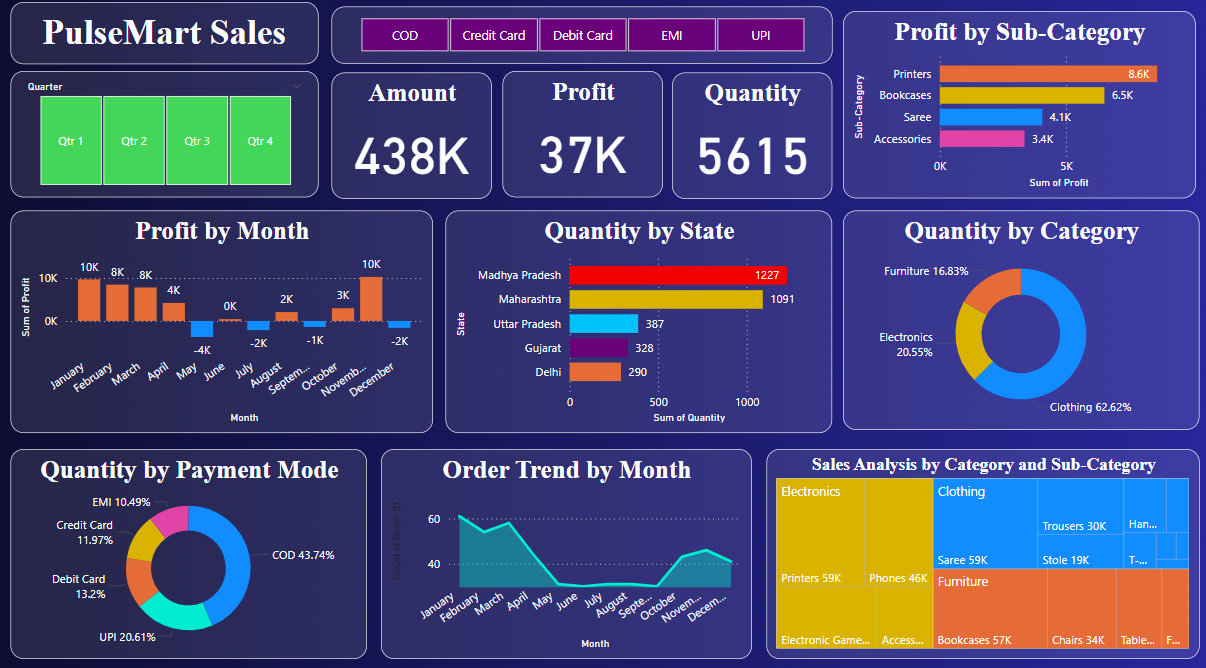 PulseMart Sales
COD
Credit Card
Debit Card
EMI
UPI
Quarter
Qtr 1
Qtr 2
Qtr 3
Qtr 4
Amount
438K
Profit
37K
Quantity
5615
Profit by Sub-Category
Sub-Category
Printers
8.6K
Bookcases
6.5K
Saree
4.1K
Accessories
3.4K
0K
5K
Sum of Profit
Profit by Month
Sum of Profit
10K
0K
10K
8K
8K
4K
-4K
0K
-2K
2K
-1K
3K
10K
-2K
January
February
March
April
May
June
July
August
Septem...
October
Novemb...
December
Month
Quantity by State
State
Madhya Pradesh
1227
Maharashtra
1091
Uttar Pradesh
387
Gujarat
328
Delhi
290
0
500
1000
Sum of Quantity
Quantity by Category
Furniture 16.83%
Electronics
20.55%
Clothing 62.62%
Quantity by Payment Mode
EMI 10.49%
Credit Card
11.97%
Debit Card
13.2%
UPI 20.61%
COD 43.74%
Order Trend by Month
Count of Order ID
60
40
January
February
March
April
May
June
July
August
Septe...
October
Novem...
Decem...
Month
Sales Analysis by Category and Sub-Category
Electronics
Printers 59K
Phones 46K
Electronic Game...
Access...
Clothing
Saree 59K
Trousers 30K
Stole 19K
Han...
T-...
Furniture
Bookcases 57K
Chairs 34K
Table...
F...